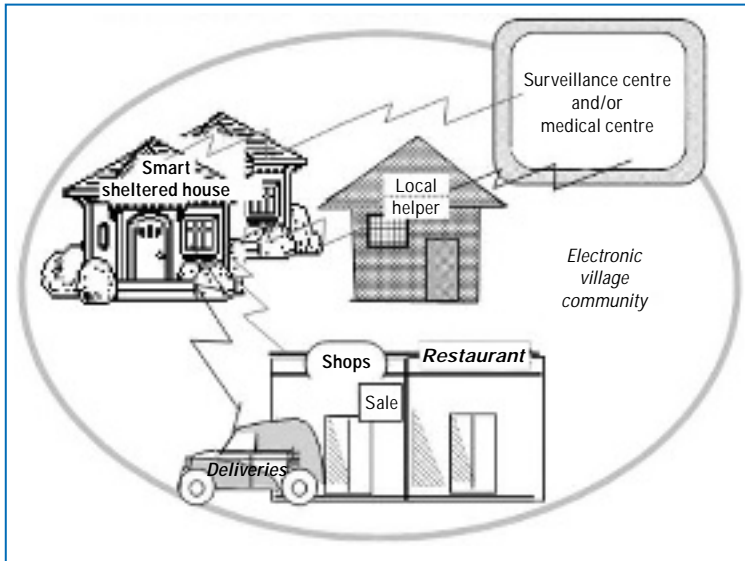 Surveillance centre
and/or
medical centre
Smart
sheltered house
Local
helper
Electronic
village
community
Shops
Restaurant
Sale
Deliveries